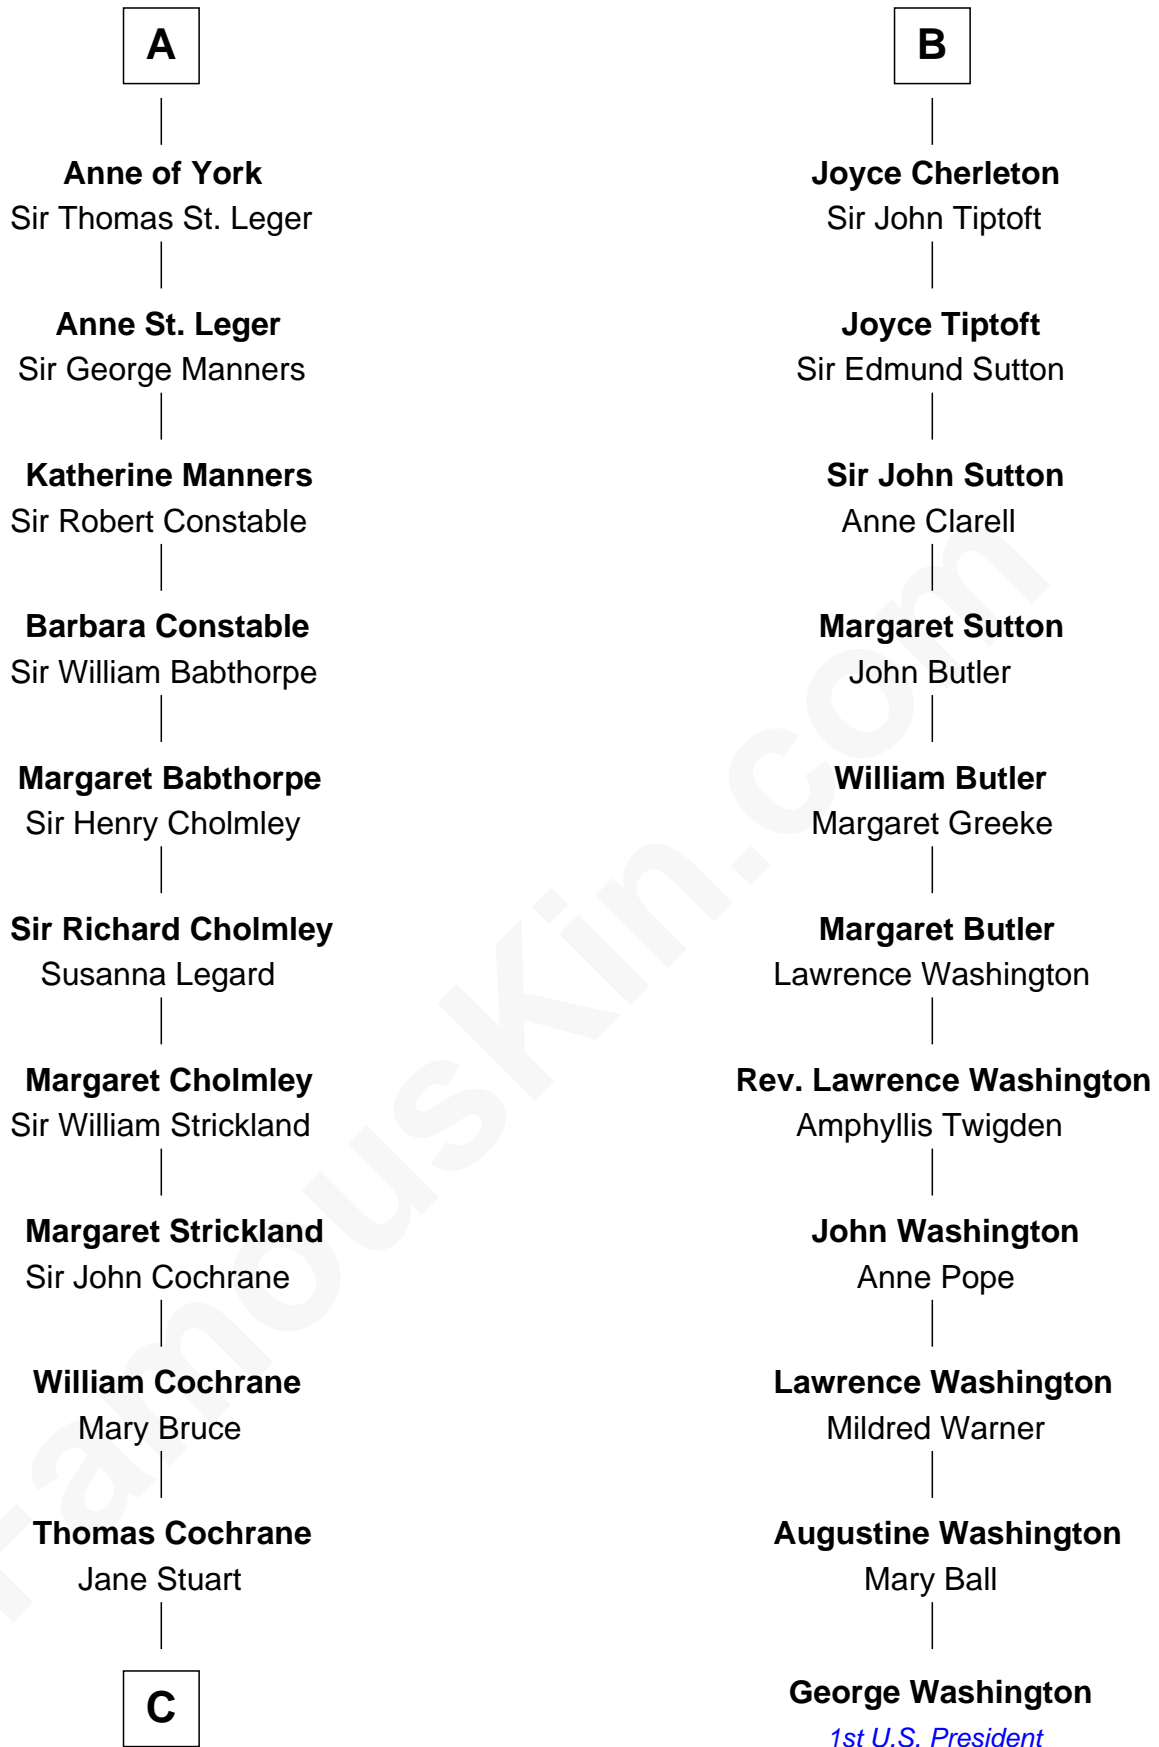 A
Anne of York
Sir Thomas St. Leger
Anne St. Leger
Sir George Manners
Katherine Manners
Sir Robert Constable
Barbara Constable
Sir William Babthorpe
Margaret Babthorpe
Sir Henry Cholmley
Sir Richard Cholmley
Susanna Legard
Margaret Cholmley
Sir William Strickland
Margaret Strickland
Sir John Cochrane
William Cochrane
Mary Bruce
Thomas Cochrane
Jane Stuart
C
B
Joyce Cherleton
Sir John Tiptoft
Joyce Tiptoft
Sir Edmund Sutton
Sir John Sutton
Anne Clarell
Margaret Sutton
John Butler
William Butler
Margaret Greeke
Margaret Butler
Lawrence Washington
Rev. Lawrence Washington
Amphyllis Twigden
John Washington
Anne Pope
Lawrence Washington
Mildred Warner
Augustine Washington
Mary Ball
George Washington
1st U.S. President
FamousKin.com